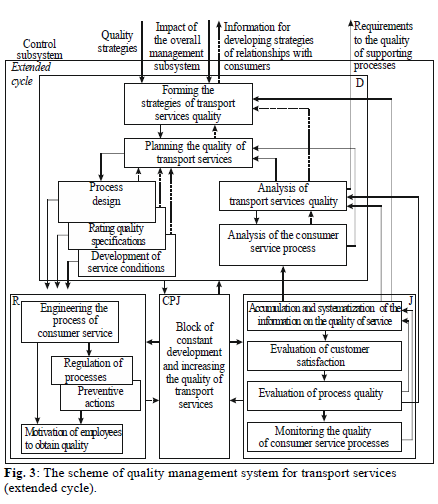 Control
subsystem
Quality
strategies
Impact of
the overall
management
subsystem
Information for
developing strategies
of relationships with
consumers
Requirements
to the quality
of supporting
processes
Extended
cycle
D
Forming the
strategies of transport
services quality
Planning the quality of
transport services
Process
design
Rating quality
specifications
Development of
service conditions
Analysis of
transport services quality
Analysis of the consumer
service process
R
Engineering the
process of
consumer service
Regulation of
processes
Preventive
actions
Motivation of employees
to obtain quality
CPJ
Block of
constant
development
and increasing
the quality of
transport
services
J
Accumulation and systematization of the
information on the quality of service
Evaluation of customer
satisfaction
Evaluation of process quality
Monitoring the quality
of consumer service processes
Fig. 3: The scheme of quality management system for transport services
(extended cycle).